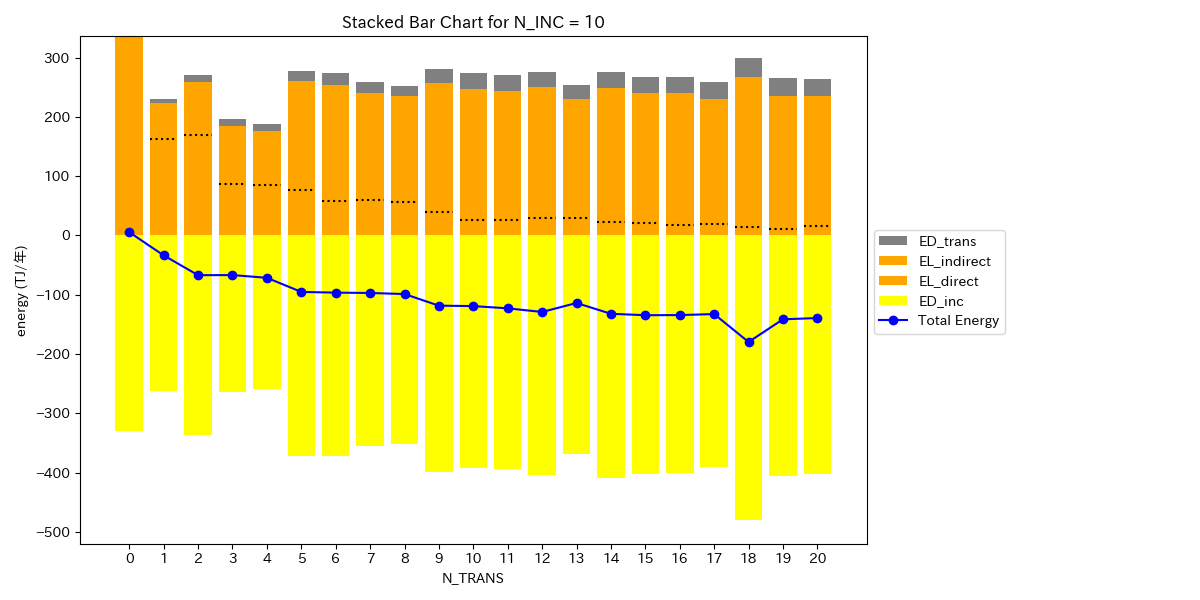 Stacked Bar Chart for N_INC = 10
energy (TJ/年)
300
200
100
0
−100
−200
−300
−400
−500
0 1 2 3 4 5 6 7 8 9 10 11 12 13 14 15 16 17 18 19 20
N_TRANS
ED_trans
EL_indirect
EL_direct
ED_inc
Total Energy